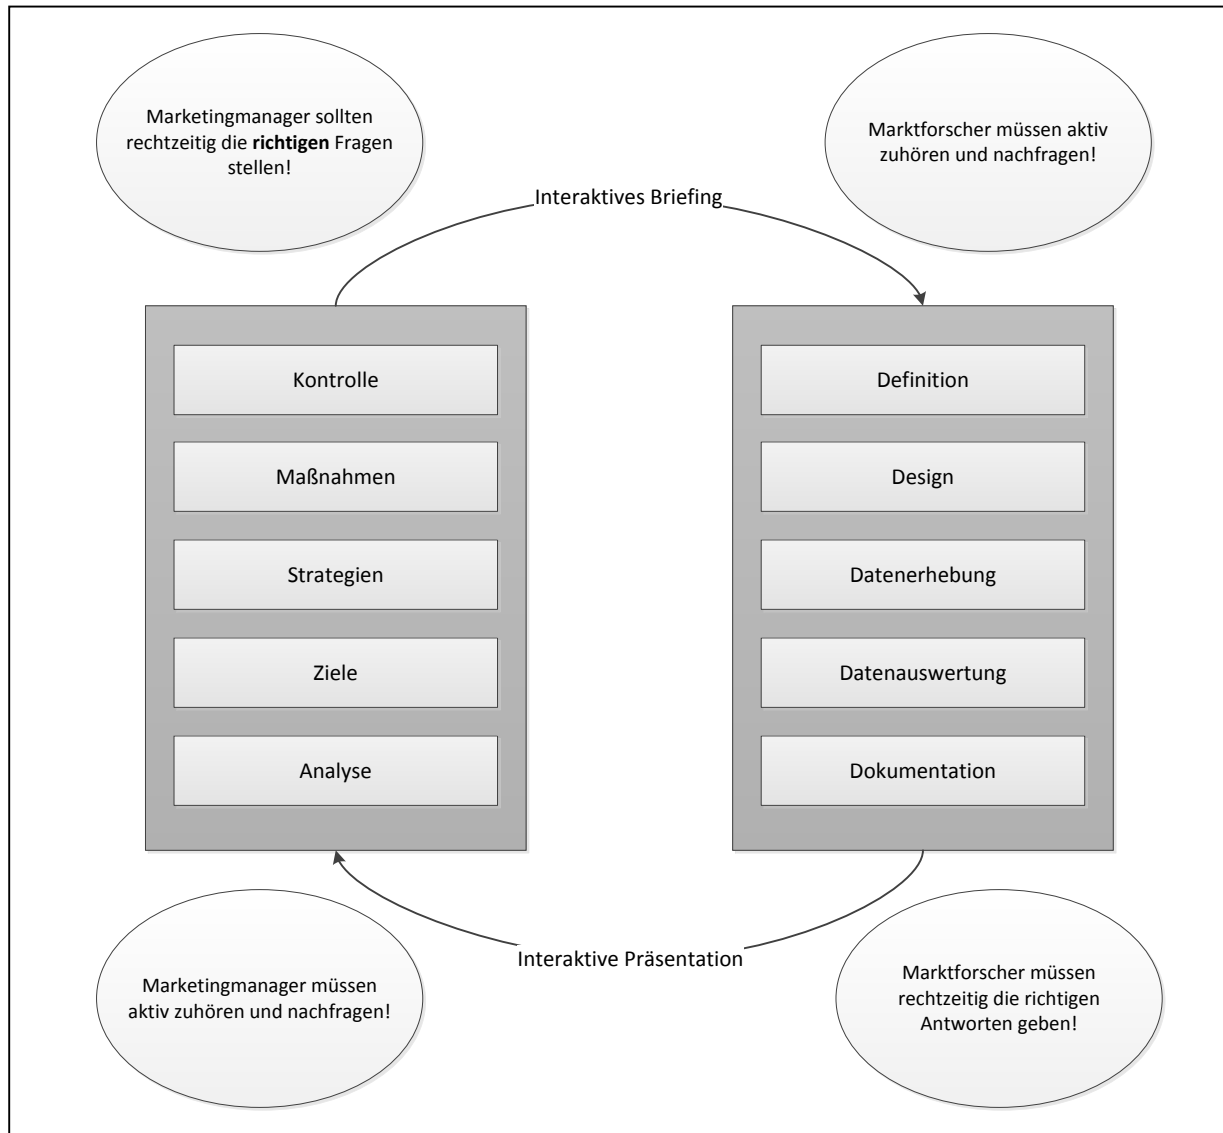 Marketingmanager sollten
rechtzeitig die richtigen Fragen
stellen!
Marktforscher müssen aktiv
zuhören und nachfragen!
Interaktives Briefing
Kontrolle
Maßnahmen
Strategien
Ziele
Analyse
Definition
Design
Datenerhebung
Datenauswertung
Dokumentation
Interaktive Präsentation
Marketingmanager müssen
aktiv zuhören und nachfragen!
Marktforscher müssen
rechtzeitig die richtigen
Antworten geben!